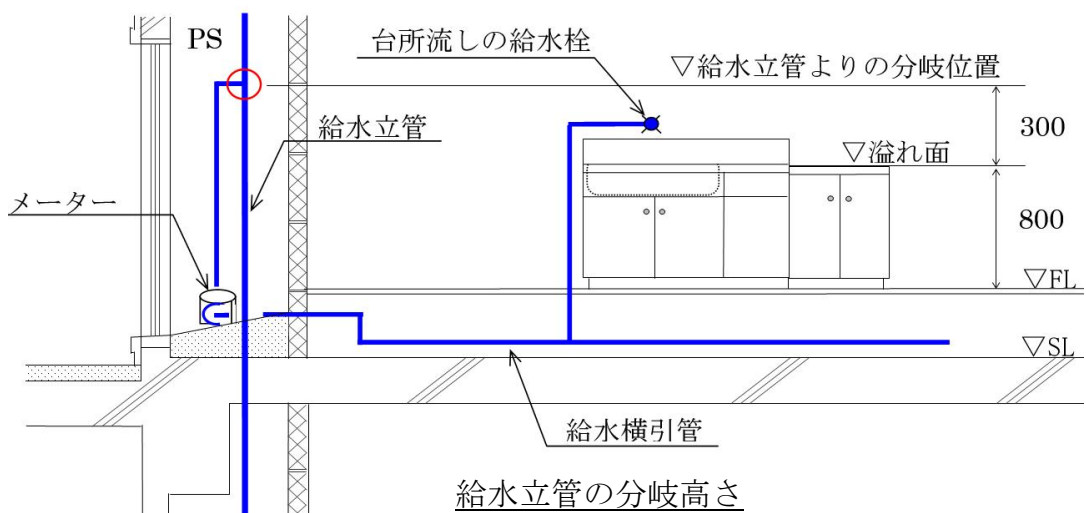 PS
台所流しの給水栓
▽給水立管よりの分岐位置
300
給水立管
▽溢れ面
メーター
800
▽FL
▽SL
給水横引管
給水立管の分岐高さ